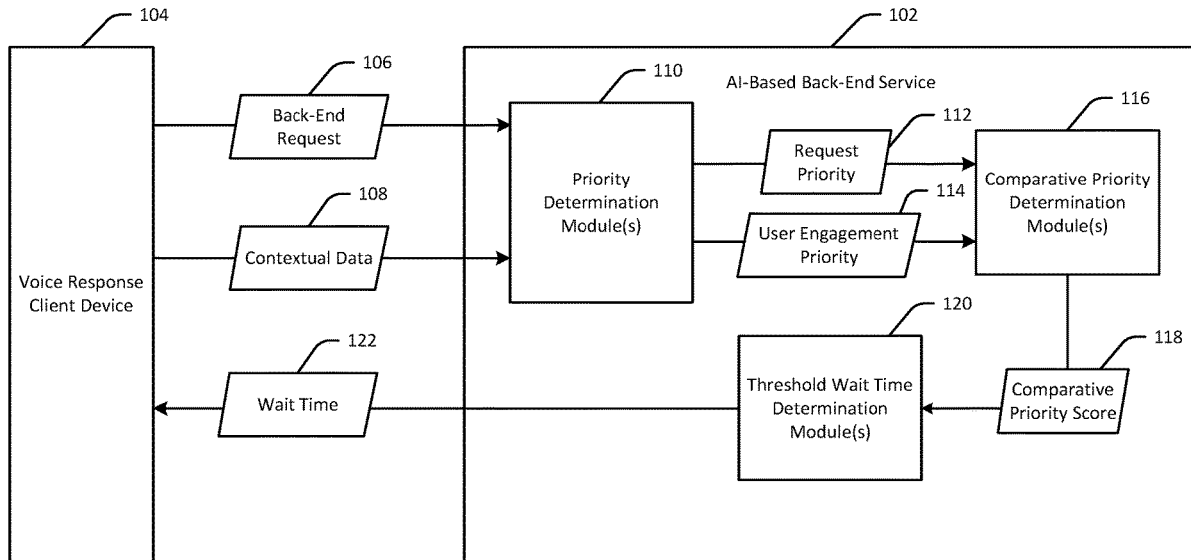 104
102
106
110
AI-Based Back-End Service
116
112
Back-End
Request
Request
Priority
Priority
Determination
Module(s)
Comparative Priority
Determination
Module(s)
108
114
Contextual Data
User Engagement
Priority
Voice Response
Client Device
120
122
118
Wait Time
Threshold Wait Time
Determination
Module(s)
Comparative
Priority Score